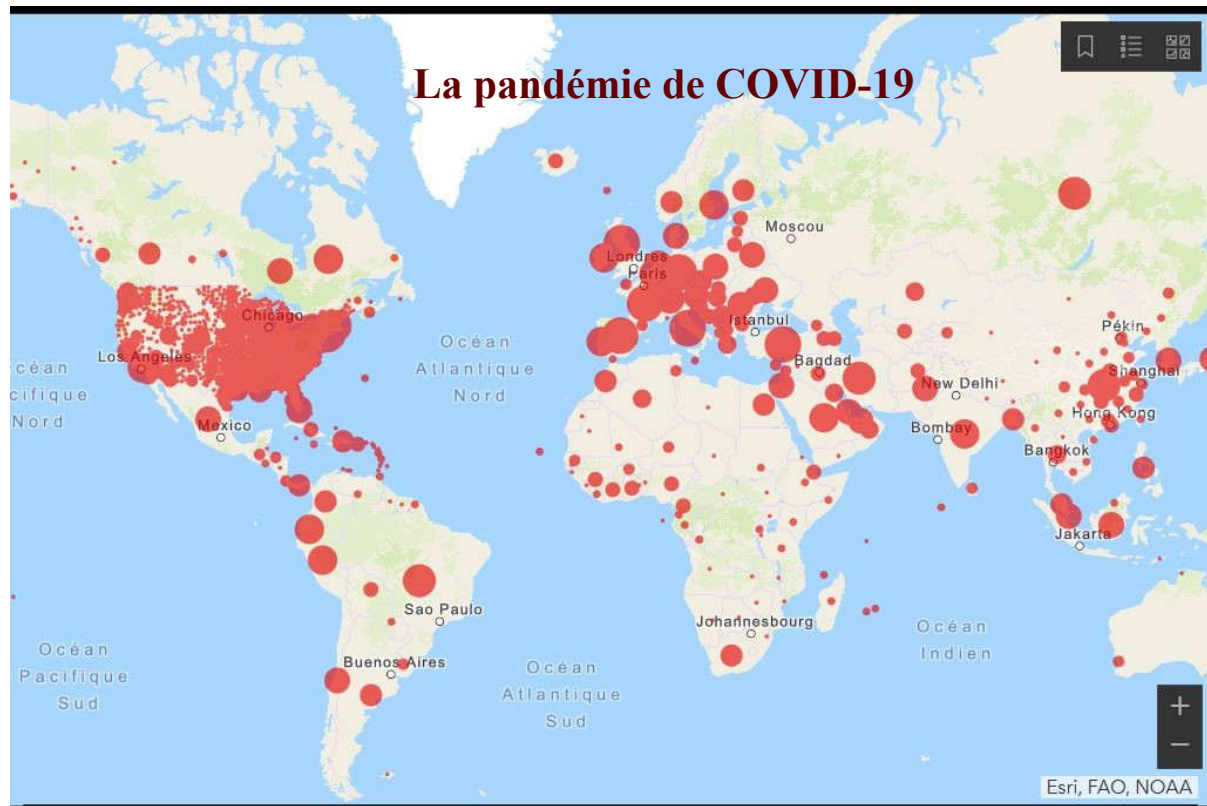 La pandémie de COVID-19
Moscou
Londres
Paris
Chicago
Istanbul
Pékin
Océan
Atlantique
Nord
Los Angeles
Bagdad
Shanghai
céan
cifique
Nord
New Delhi
Mexico
Hong Kong
Bombay
Bangkok
Jakarta
Sao Paulo
Johannesbourg
Océan
Indien
Océan
Pacifique
Sud
Buenos Aires
Océan
Atlantique
Sud
Esri, FAO, NOAA